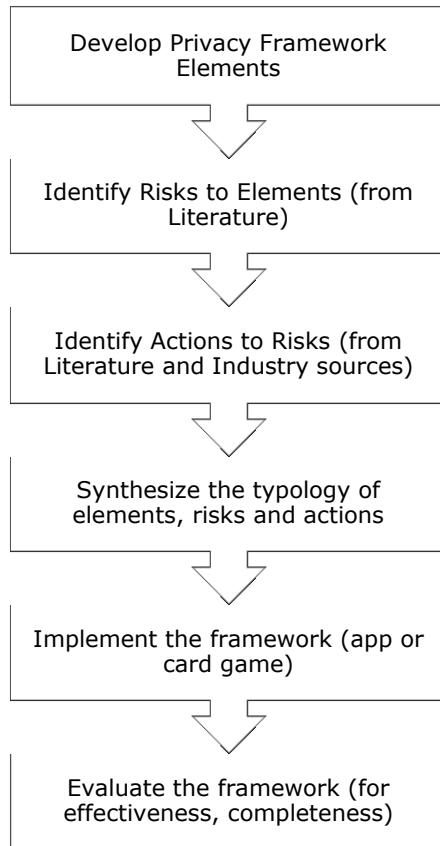 Develop Privacy Framework
Elements
Identify Risks to Elements (from
Literature)
Identify Actions to Risks (from
Literature and Industry sources)
Synthesize the typology of
elements, risks and actions
Implement the framework (app or
card game)
Evaluate the framework (for
effectiveness, completeness)